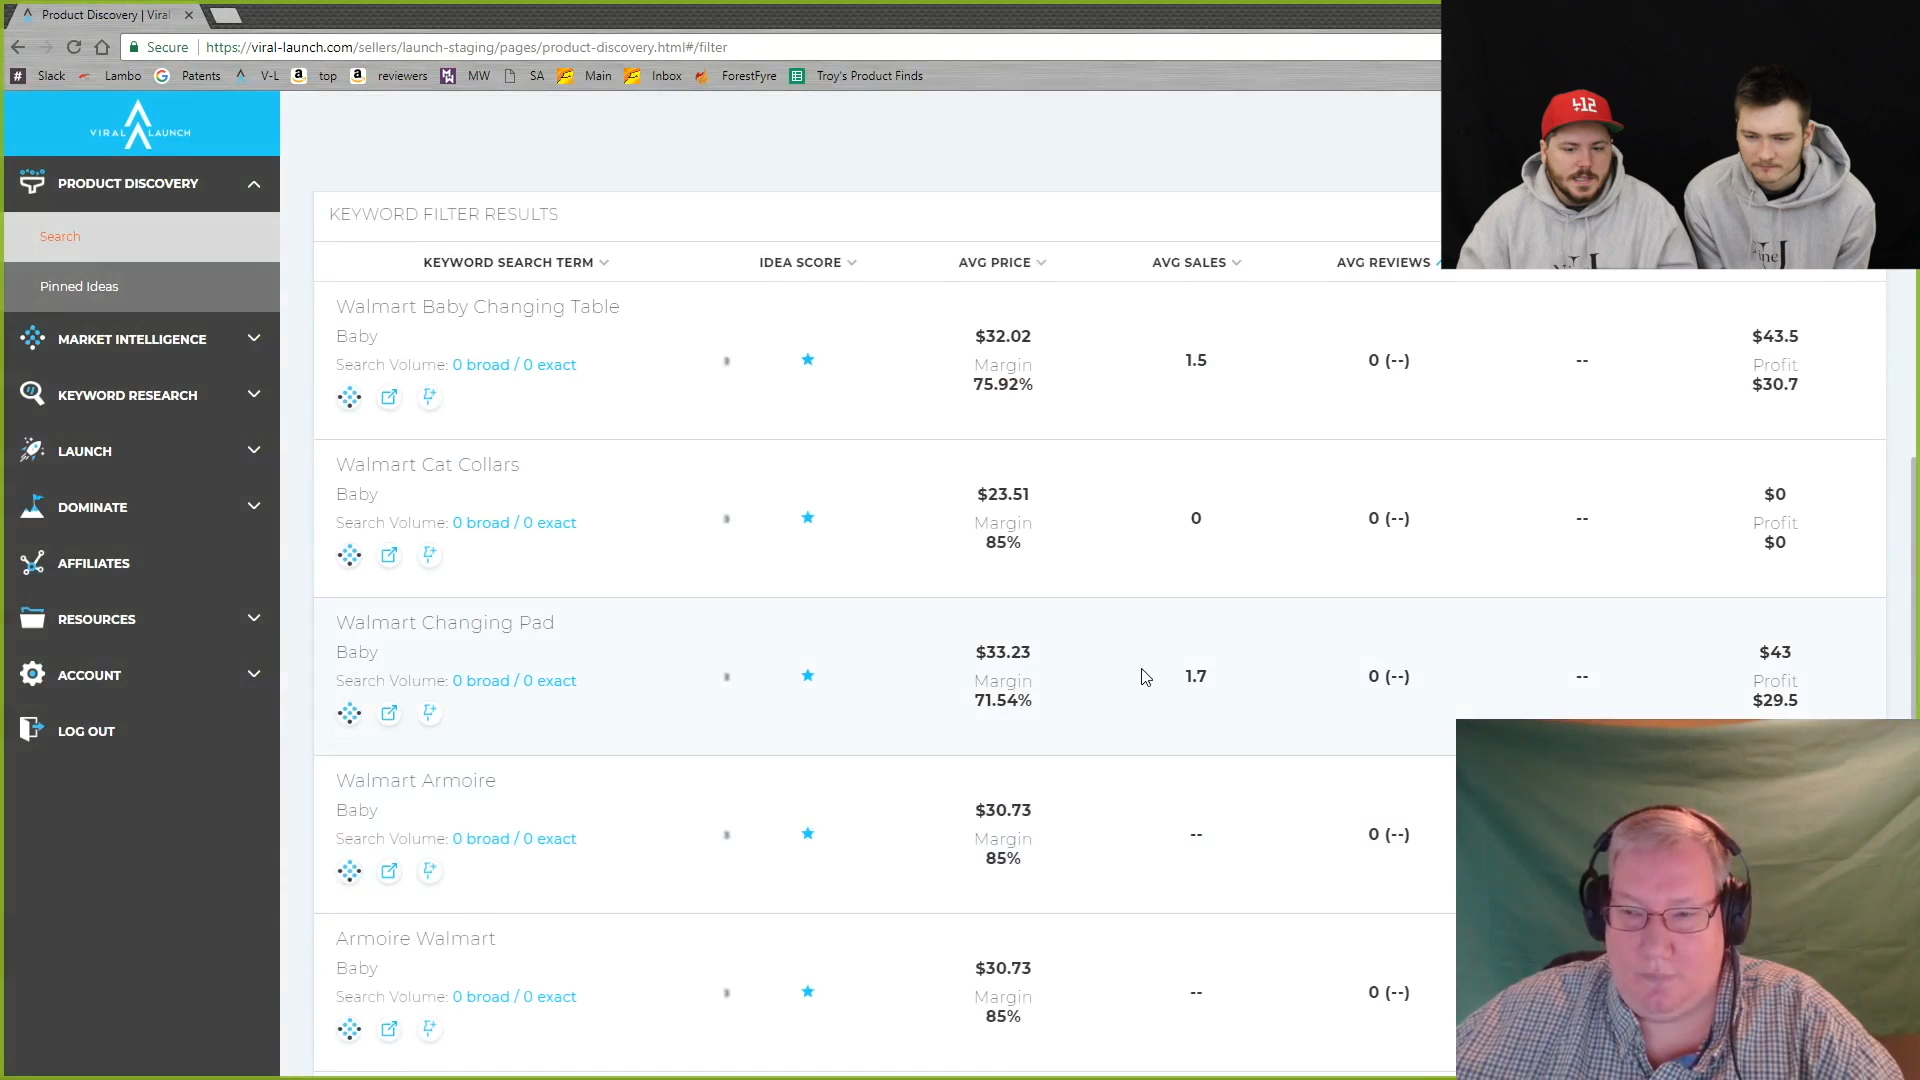 Product Discovery | Viral
Secure https://viral-launch.com/sellers/launch-staging/pages/product-discovery.html#/filter
Slack Lambo Patents V-L top reviewers MW SA Main Inbox ForestFyre Troy's Product Finds
VIRAL LAUNCH
PRODUCT DISCOVERY
Search
Pinned Ideas
MARKET INTELLIGENCE
KEYWORD RESEARCH
LAUNCH
DOMINATE
AFFILIATES
RESOURCES
ACCOUNT
LOG OUT
KEYWORD FILTER RESULTS
KEYWORD SEARCH TERM IDEA SCORE AVG PRICE AVG SALES AVG REVIEWS
Walmart Baby Changing Table
Baby $32.02 $43.5
Search Volume: 0 broad / 0 exact Margin 1.5 0 (--) -- Profit
75.92% $30.7
Walmart Cat Collars
Baby $23.51 $0
Search Volume: 0 broad / 0 exact Margin 0 0 (--) -- Profit
85% $0
Walmart Changing Pad
Baby $33.23 $43
Search Volume: 0 broad / 0 exact Margin 1.7 0 (--) -- Profit
71.54% $29.5
Walmart Armoire
Baby $30.73
Search Volume: 0 broad / 0 exact Margin -- 0 (--)
85%
Armoire Walmart
Baby $30.73
Search Volume: 0 broad / 0 exact Margin -- 0 (--)
85%
412